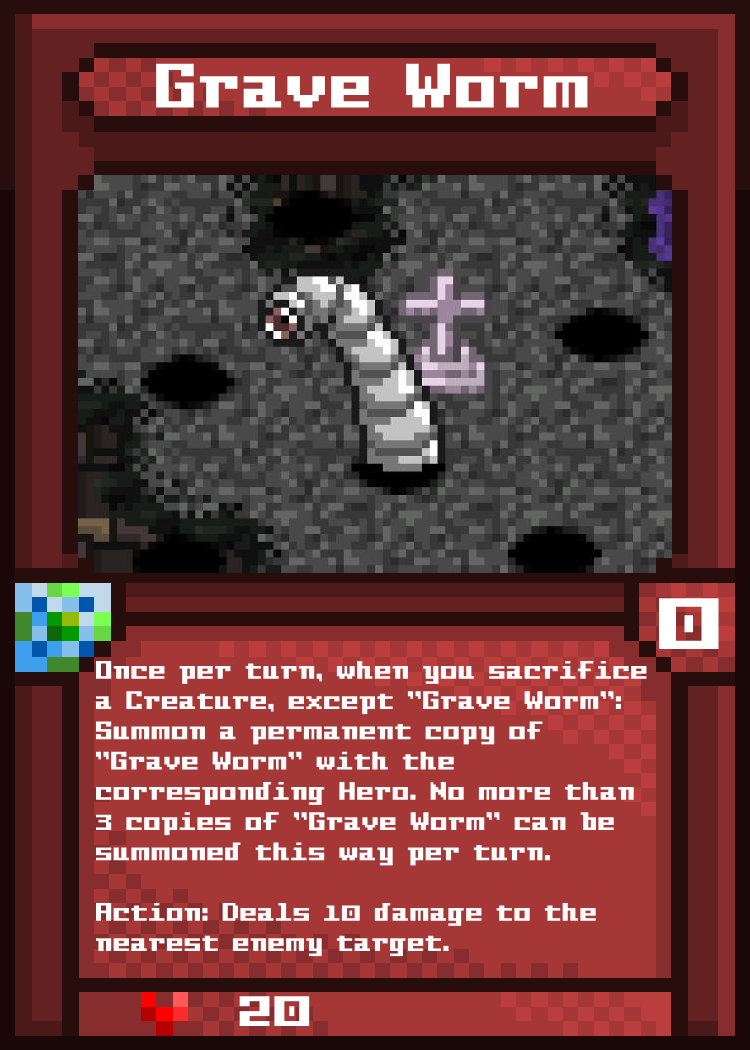 Grave Worm
0
Once per turn, when you sacrifice
a Creature, except "Grave Worm":
Summon a permanent copy of
"Grave Worm" with the
corresponding Hero. No more than
3 copies of "Grave Worm" can be
summoned this way per turn.
Action: Deals 10 damage to the
nearest enemy target.
20